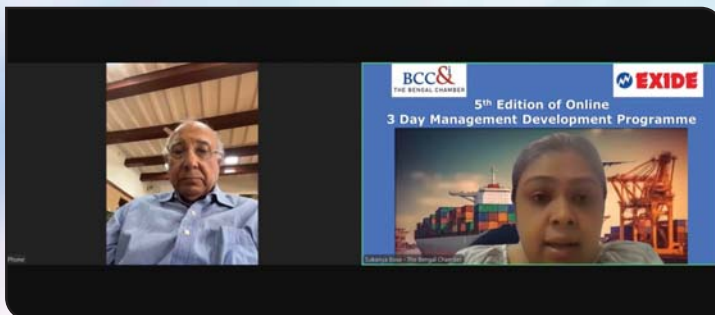 BCC&I
THE BENGAL CHAMBER
EXIDE
5th Edition of Online
3 Day Management Development Programme
Phone
Sukanya Bose - The Bengal Chamber